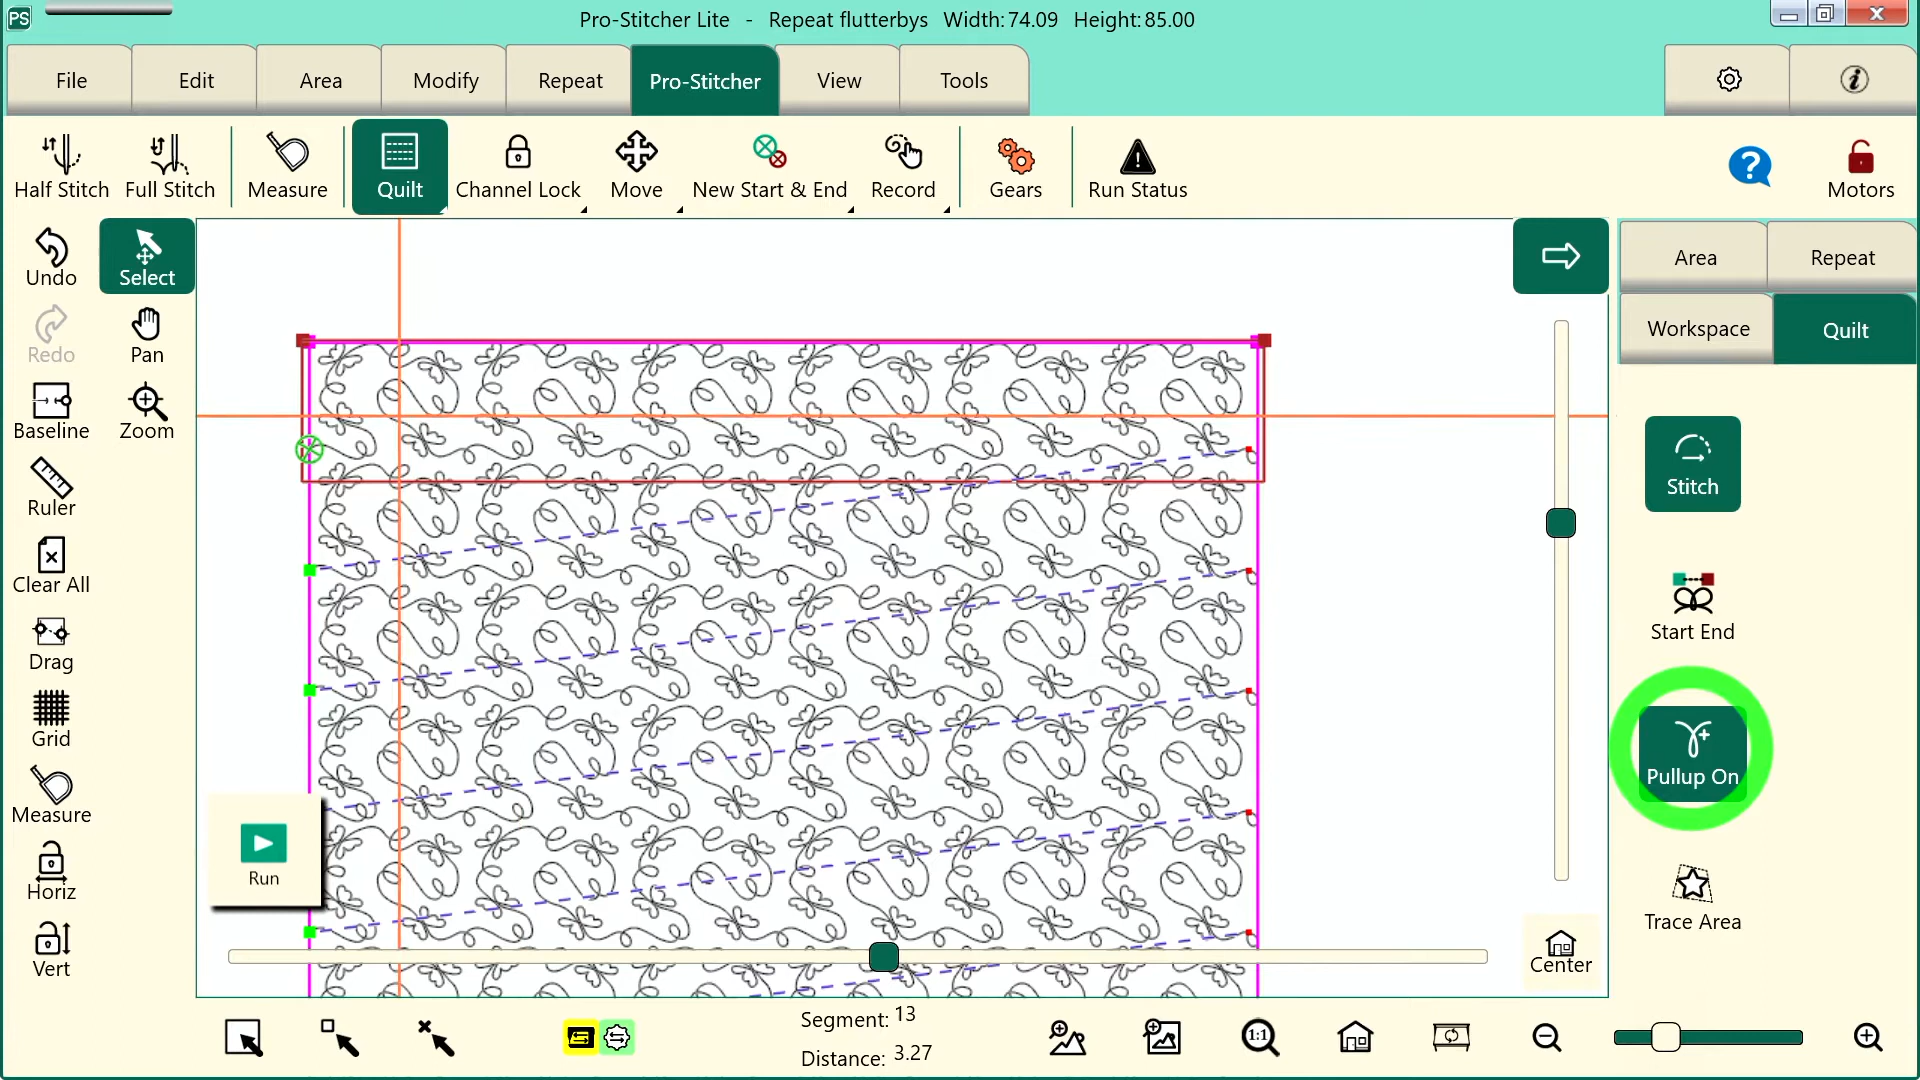 PS
Pro-Stitcher Lite - Repeat flutterbys Width: 74.09 Height: 85.00
File Edit Area Modify Repeat Pro-Stitcher View Tools
Half Stitch Full Stitch Measure Quilt Channel Lock Move New Start & End Record Gears Run Status Motors
Undo Select
Area Repeat
Redo Pan
Workspace Quilt
Baseline Zoom
Stitch
Ruler
Clear All
Start End
Drag
Grid
Pullup On
Measure
Run
Horiz
Trace Area
Vert
Center
Segment: 13
1:1
Distance: 3.27